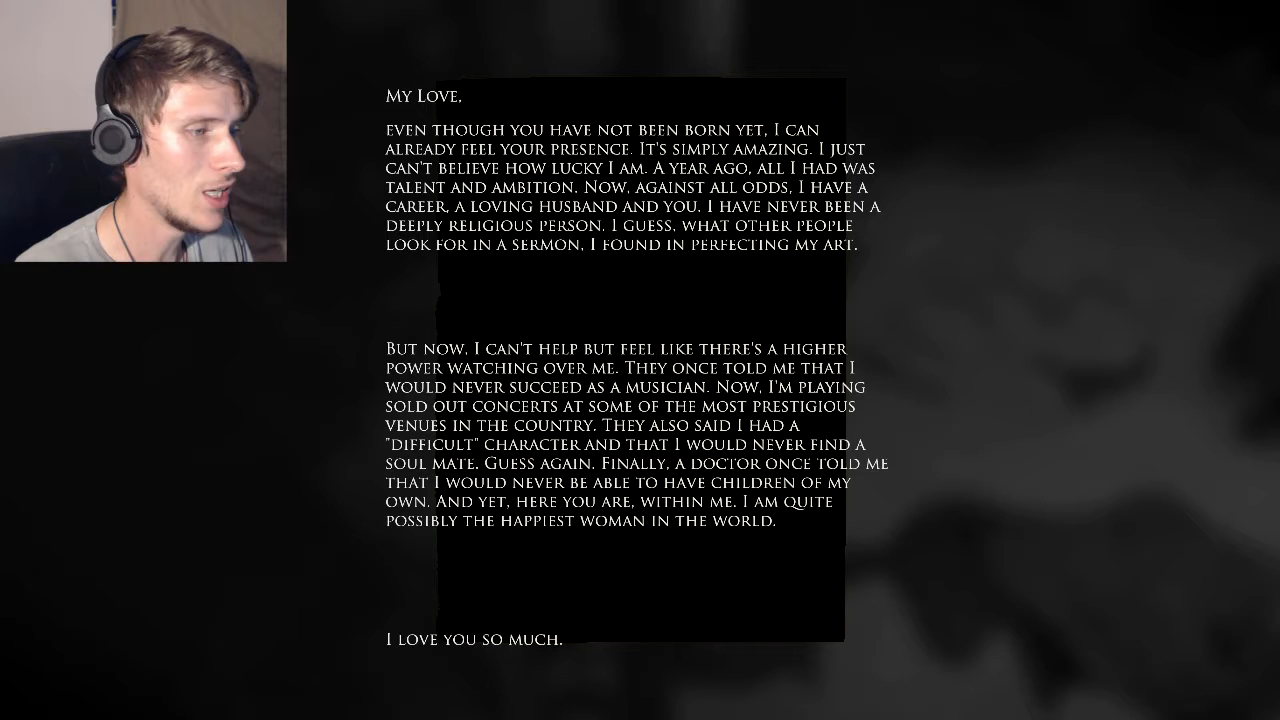 My Love,
even though you have not been born yet, I can
already feel your presence. It's simply amazing. I just
can't believe how lucky I am. A year ago, all I had was
talent and ambition. Now, against all odds, I have a
career, a loving husband and you. I have never been a
deeply religious person. I guess, what other people
look for in a sermon, I found in perfecting my art.
But now, I can't help but feel like there's a higher
power watching over me. They once told me that I
would never succeed as a musician. Now, I'm playing
sold out concerts at some of the most prestigious
venues in the country. They also said I had a
"difficult" character and that I would never find a
soul mate. Guess again. Finally, a doctor once told me
that I would never be able to have children of my
own. And yet, here you are, within me. I am quite
possibly the happiest woman in the world.
I love you so much.